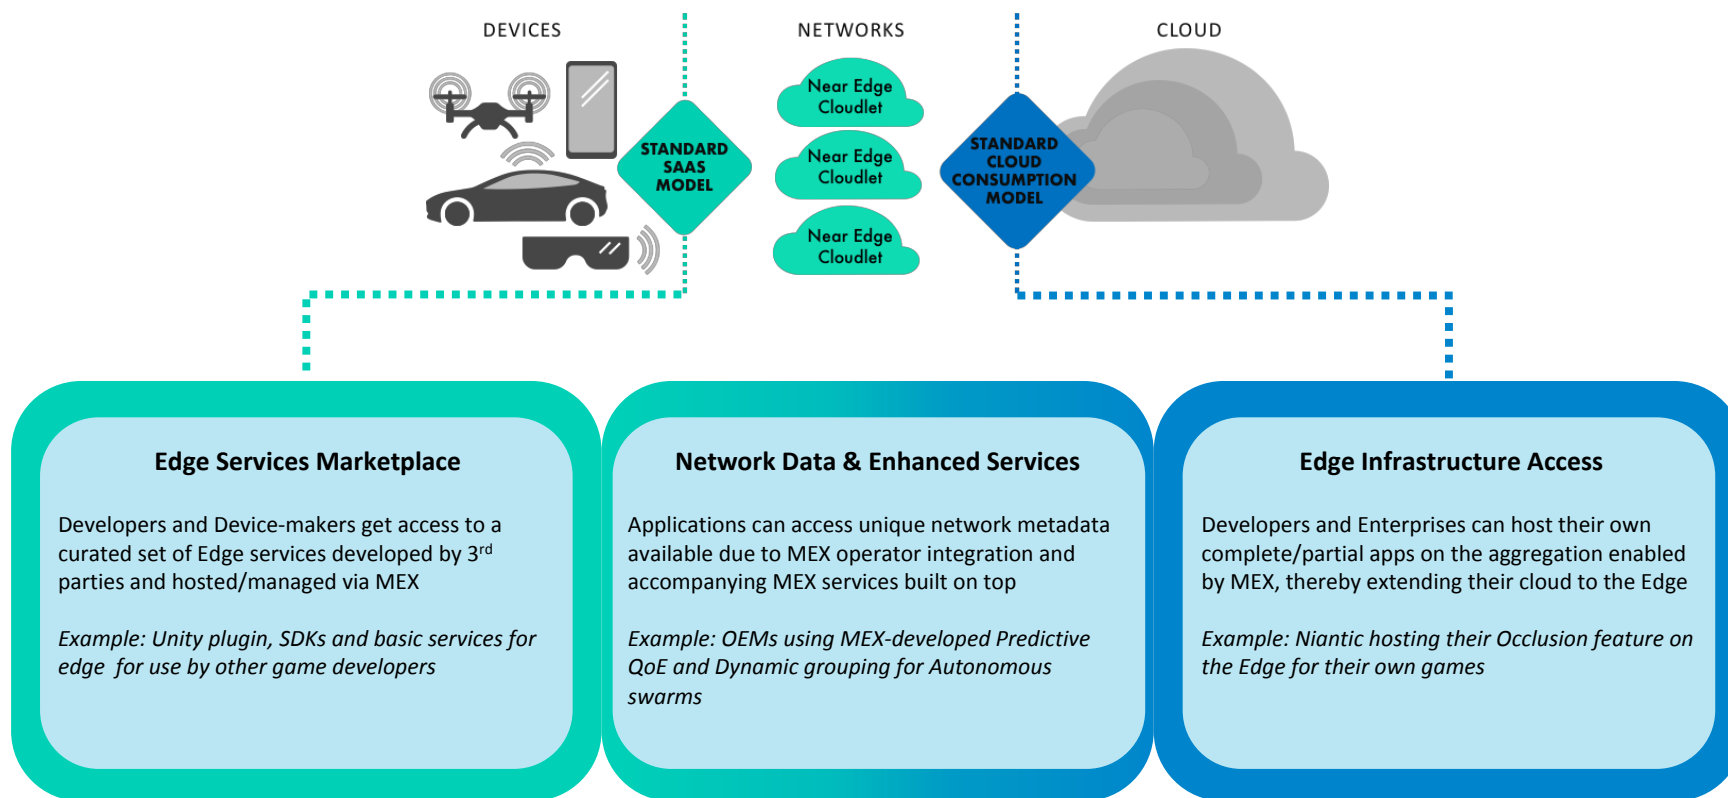 DEVICES
NETWORKS
CLOUD
STANDARD
SAAS
MODEL
Near Edge
Cloudlet
Near Edge
Cloudlet
Near Edge
Cloudlet
STANDARD
CLOUD
CONSUMPTION
MODEL
Edge Services Marketplace
Developers and Device-makers get access to a
curated set of Edge services developed by 3rd
parties and hosted/managed via MEX
Example: Unity plugin, SDKs and basic services for
edge  for use by other game developers
Network Data & Enhanced Services
Applications can access unique network metadata
available due to MEX operator integration and
accompanying MEX services built on top
Example: OEMs using MEX-developed Predictive
QoE and Dynamic grouping for Autonomous
swarms
Edge Infrastructure Access
Developers and Enterprises can host their own
complete/partial apps on the aggregation enabled
by MEX, thereby extending their cloud to the Edge
Example: Niantic hosting their Occlusion feature on
the Edge for their own games